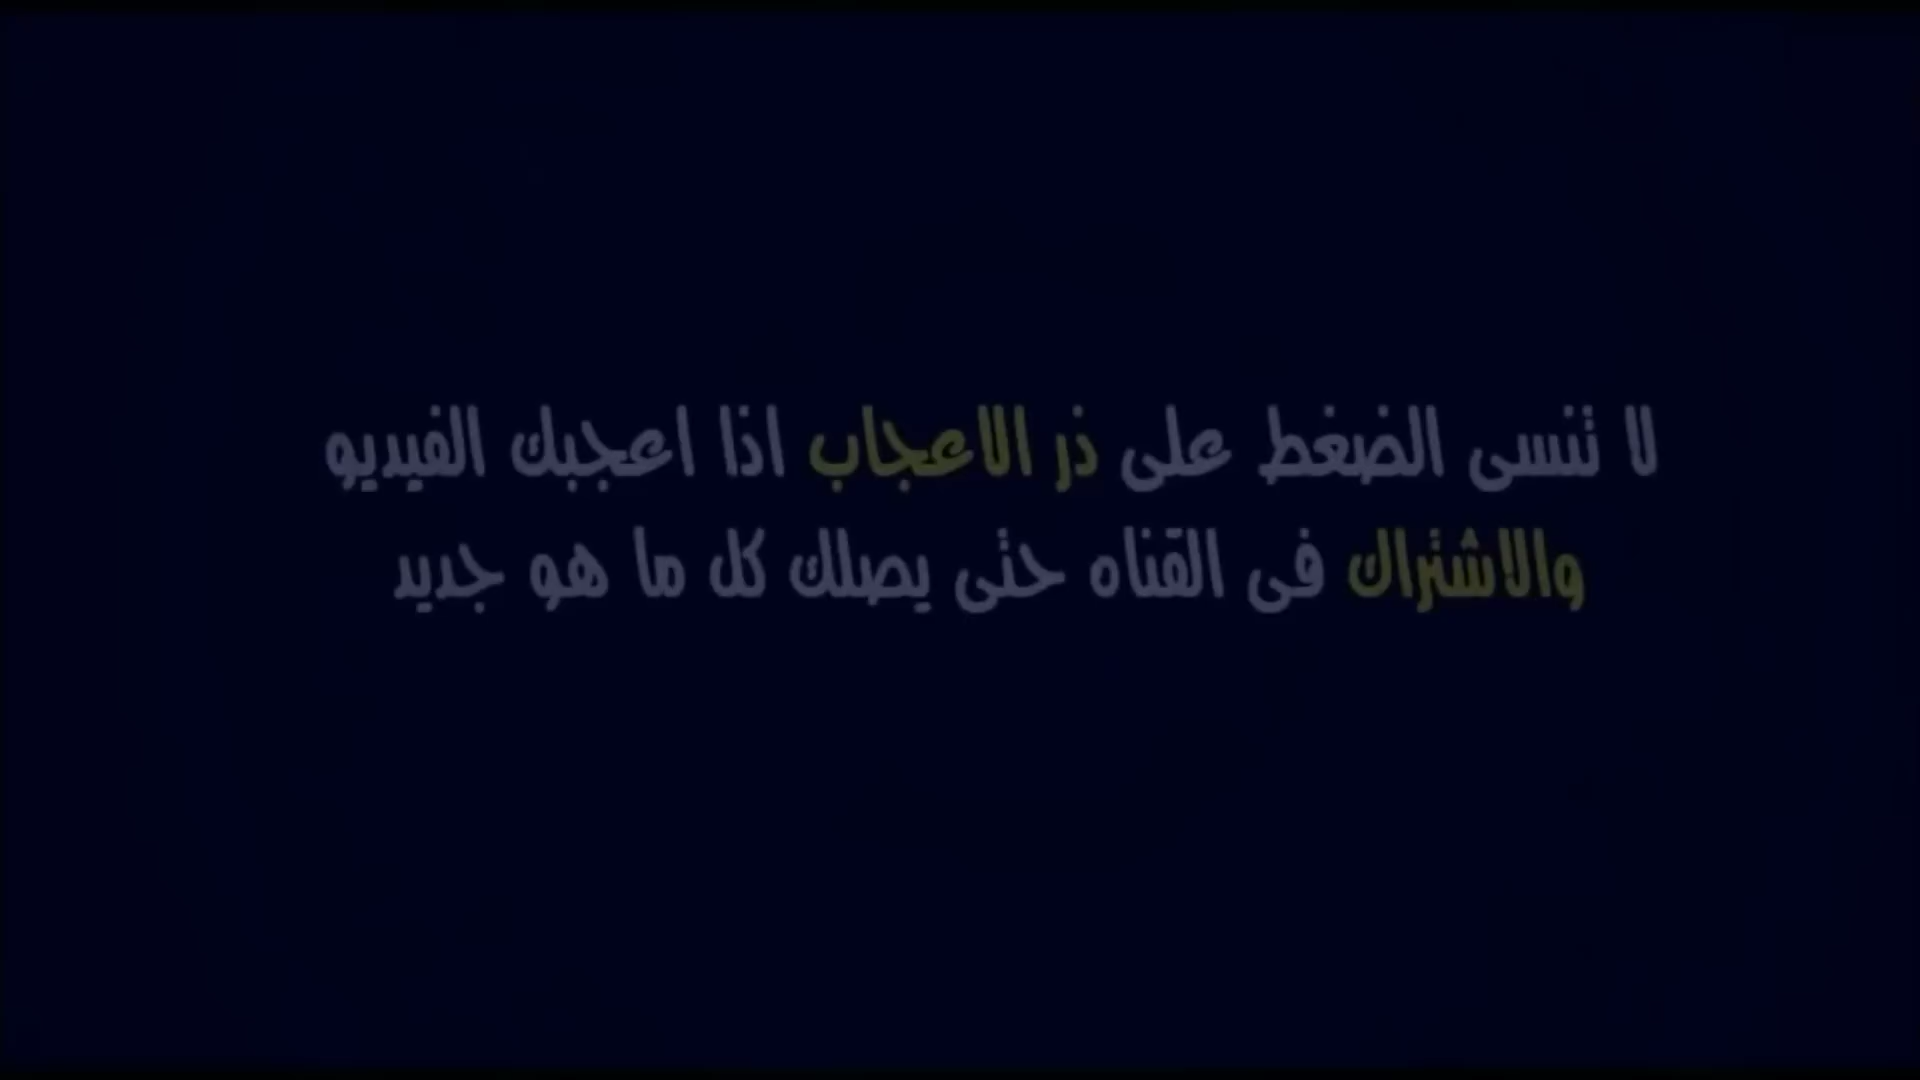 لا تنسى الضغط على ذر الاعجاب اذا اعجبك الفيديو
والاشتراك فى القناه حتى يصلك كل ما هو جديد